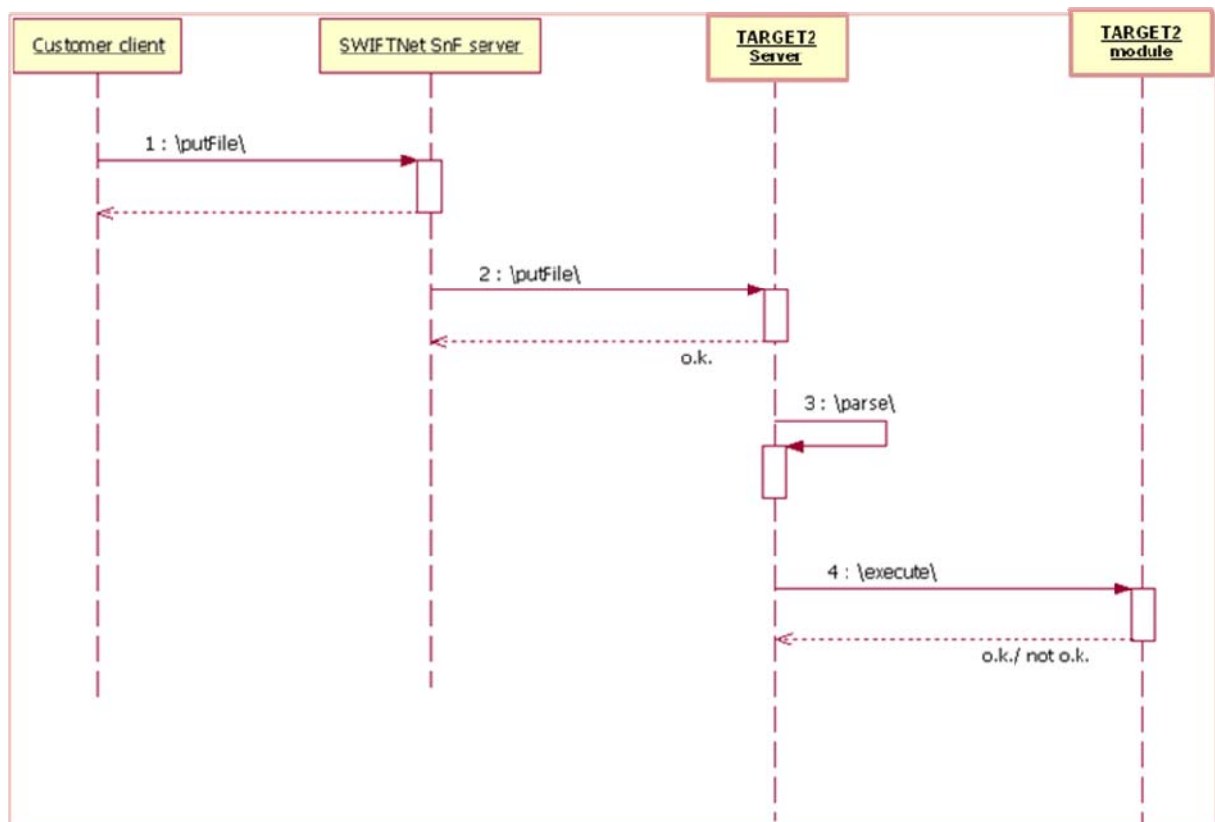 Customer client
SWIFTNet SnF server
TARGET2
Server
TARGET2
module
1 : \putFile\
2 : \putFile\
o.k.
3 : \parse\
4 : \execute\
o.k./ not o.k.